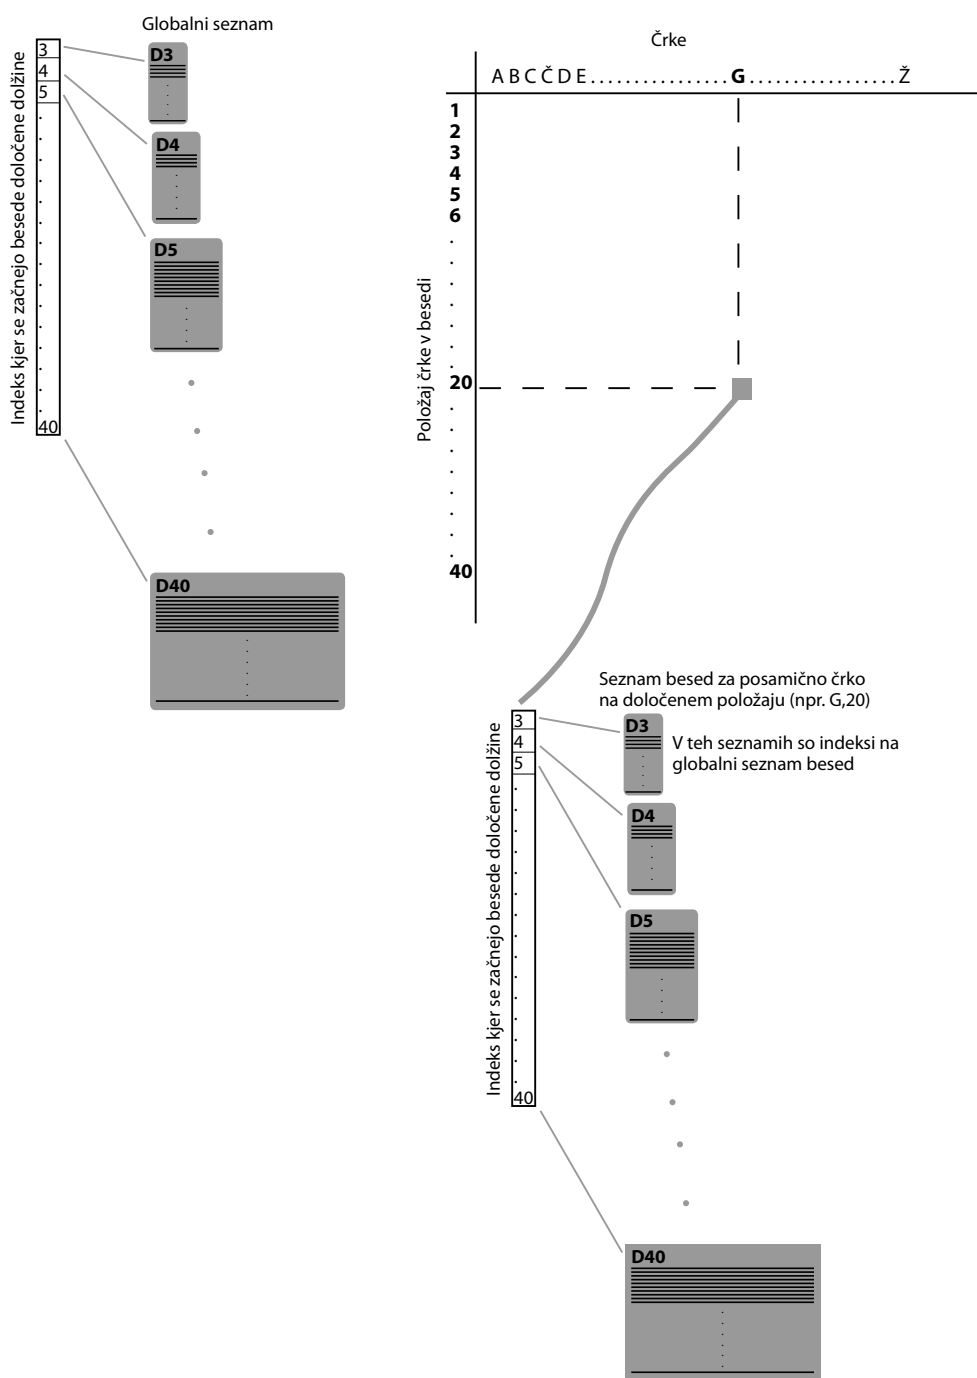 Globalni seznam
Indeks kjer se začnejo besede določene dolžine
3
4
5
40
D3
D4
D5
D40
Črke
A B C Č D E . . . . . . . . . . . . . . . . . G . . . . . . . . . . . . . . . . . Ž
Položaj črke v besedi
1
2
3
4
5
6
20
40
Seznam besed za posamično črko
na določenem položaju (npr. G,20)
V teh seznamih so indeksi na
globalni seznam besed
Indeks kjer se začnejo besede določene dolžine
3
4
5
40
D3
D4
D5
D40